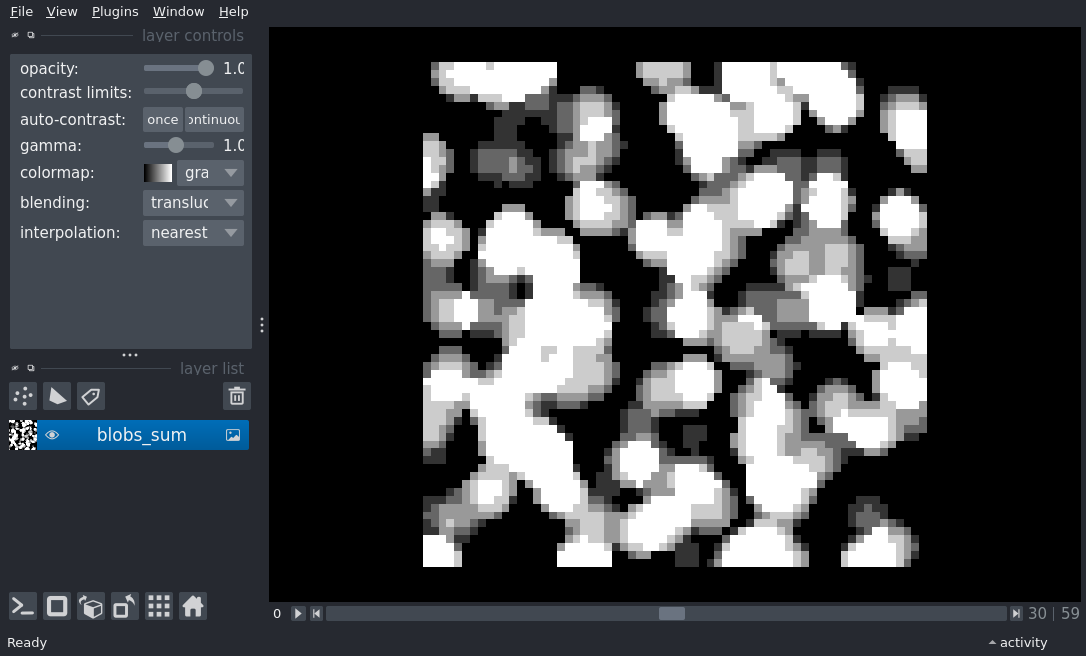 File View Plugins Window Help
layer controls
opacity: 1.0
contrast limits:
auto-contrast: once ontinuou
gamma: 1.0
colormap: gra
blending: transluc
interpolation: nearest
layer list
blobs_sum
0 30 | 59
Ready activity